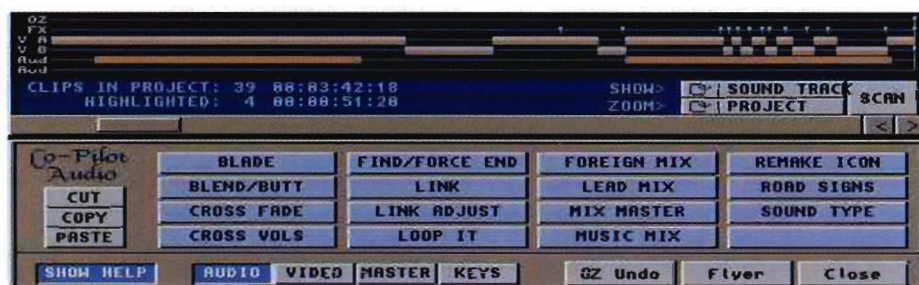 OZ
FX
V A
V B
Aud
Aud
CLIPS IN PROJECT: 39 00:03:42:18
HIGHLIGHTED: 4 00:00:51:20
SHOW> SOUND TRACK
ZOOM> PROJECT
SCAN
< >
Co-Pilot
Audio
CUT
COPY
PASTE
BLADE FIND/FORCE END FOREIGN MIX REMAKE ICON
BLEND/BUTT LINK LEAD MIX ROAD SIGNS
CROSS FADE LINK ADJUST MIX MASTER SOUND TYPE
CROSS VOLS LOOP IT MUSIC MIX
SHOW HELP AUDIO VIDEO MASTER KEYS OZ Undo Flyer Close